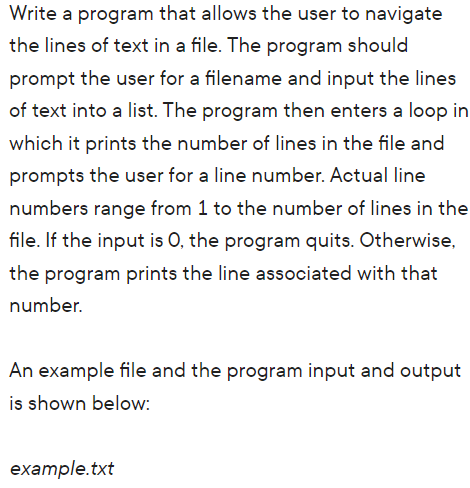 Write a program that allows the user to navigate
the lines of text in a file. The program should
prompt the user for a filename and input the lines
of text into a list. The program then enters a loop in
which it prints the number of lines in the file and
prompts the user for a line number. Actual line
numbers range from 1 to the number of lines in the
file. If the input is 0, the program quits. Otherwise,
the program prints the line associated with that
number.
An example file and the program input and output
is shown below:
example.txt